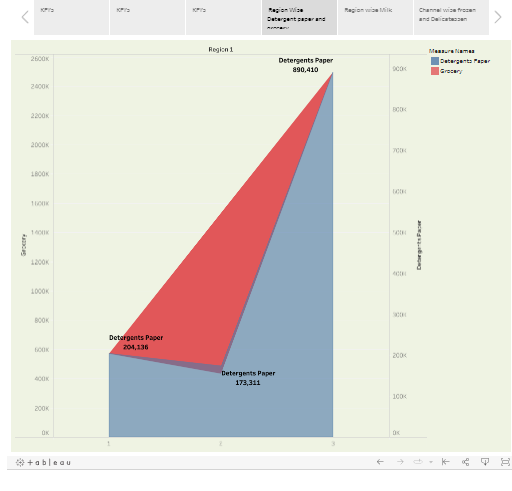 KPI's
KPI's
KPI's
Region Wise
Detergent paper and
grocery
Region wise Milk
Channel wise frozen
and Delicatassen
Region 1
Measure Names
Detergents Paper
Grocery
2600K
2400K
2200K
2000K
1800K
1600K
1400K
1200K
1000K
800K
600K
400K
200K
0K
Grocery
Detergents Paper
890,410
Detergents Paper
204,136
Detergents Paper
173,311
900K
800K
700K
600K
500K
400K
300K
200K
100K
0K
Detergents Paper
1
3
+ableau